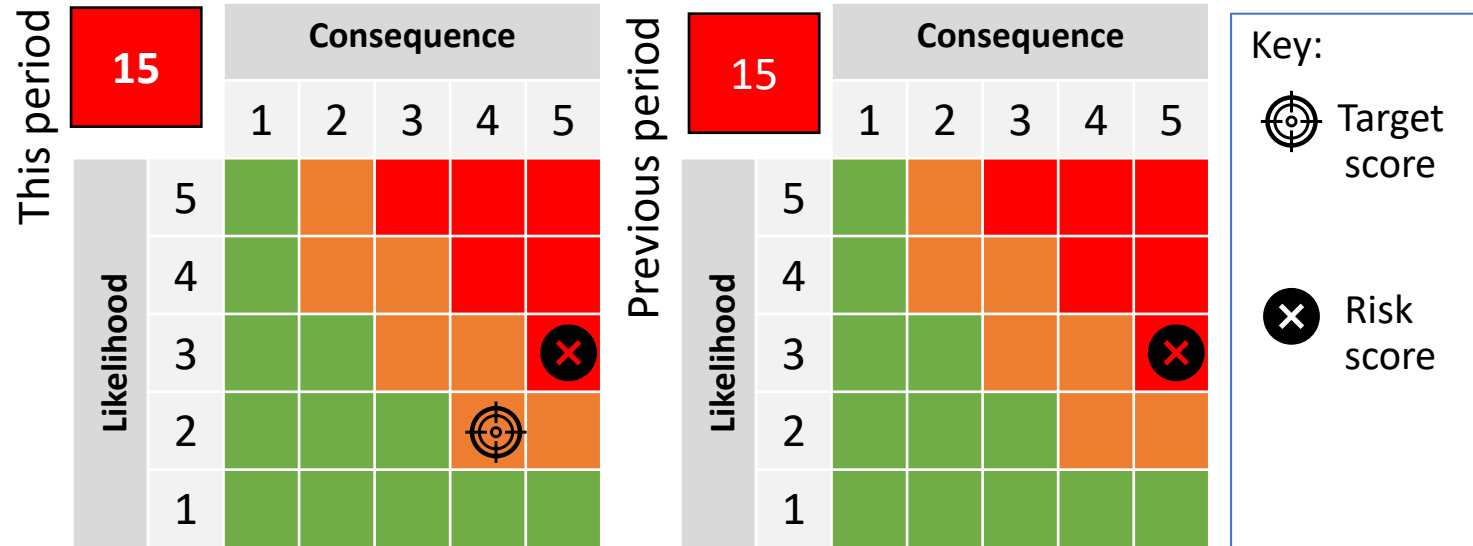 This period
15
Consequence
1 2 3 4 5
Likelihood
5
4
3
2
1
Previous period
15
Consequence
1 2 3 4 5
Likelihood
5
4
3
2
1
Key:
Target
score
Risk
score